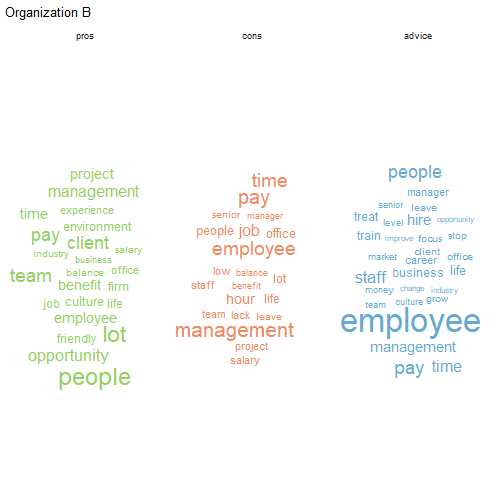 Organization B
pros cons advice
project
management
time experience
environment
pay client
industry salary
business
team balance office
benefit firm
job culture life
employee
friendly lot
opportunity
people
time
pay
senior manager
people job office
employee
low balance
staff benefit lot
hour life
team lack leave
management
project
salary
people
manager
senior leave
treat level hire opportunity
train improve focus stop
client
market career office
staff business life
money change industry
team culture grow
employee
management
pay time